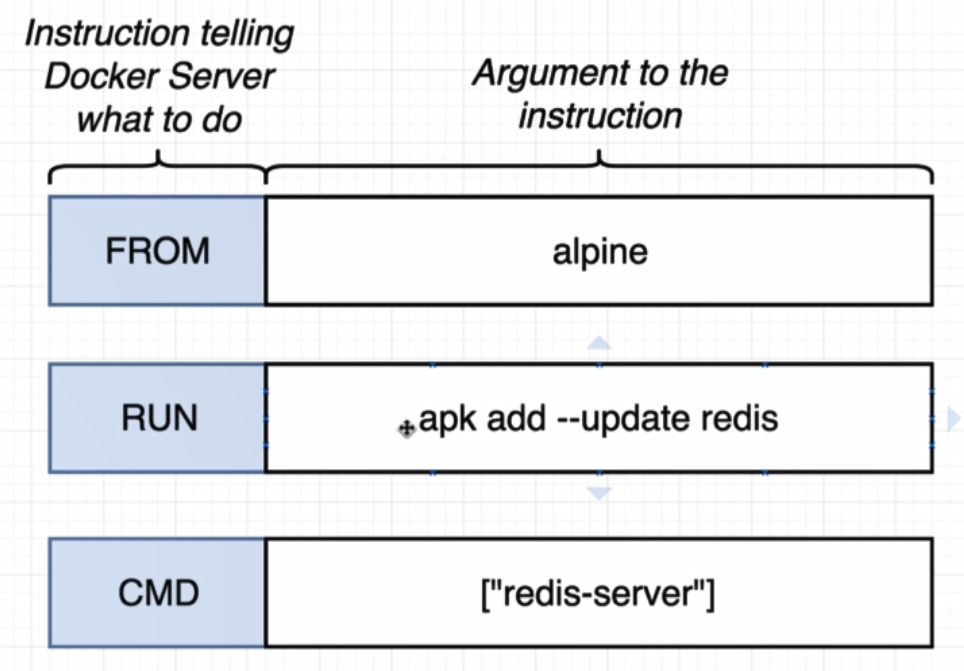 Instruction telling
Docker Server
what to do
Argument to the
instruction
FROM
alpine
RUN
apk add --update redis
CMD
["redis-server"]